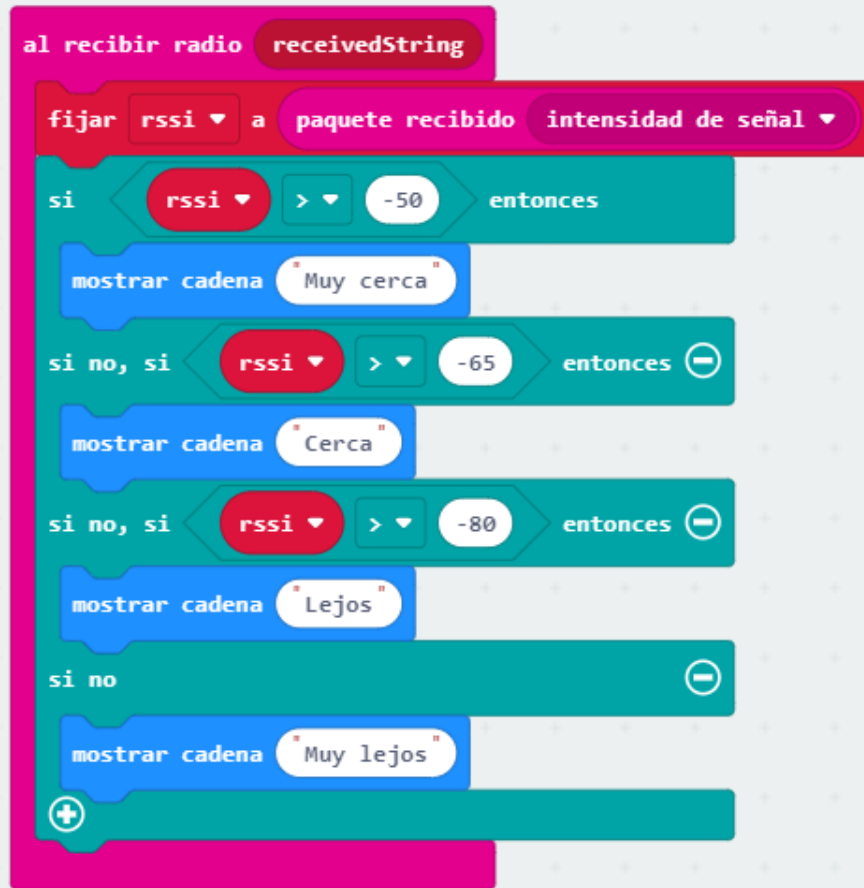 al recibir radio receivedString
fijar rssi a paquete recibido intensidad de señal
si rssi > -50 entonces
mostrar cadena "Muy cerca"
si no, si rssi > -65 entonces
mostrar cadena "Cerca"
si no, si rssi > -80 entonces
mostrar cadena "Lejos"
si no
mostrar cadena "Muy lejos"